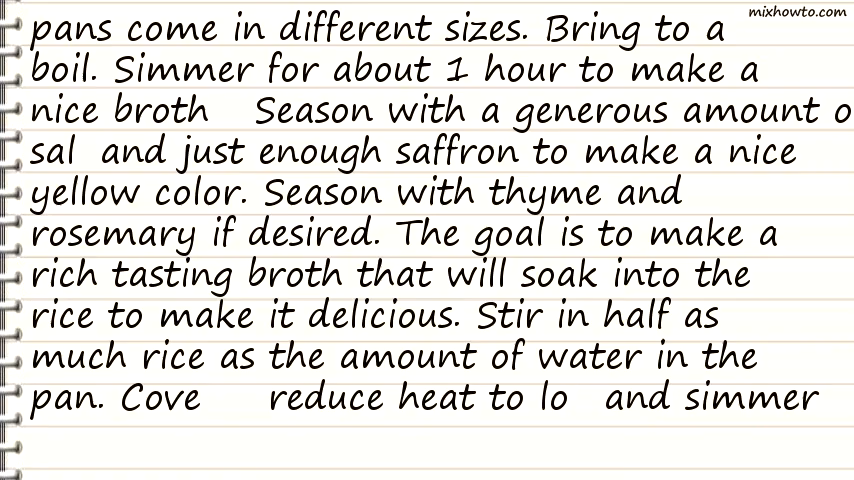 mixhowto.com
pans come in different sizes. Bring to a
boil. Simmer for about 1 hour to make a
nice broth Season with a generous amount o
sal and just enough saffron to make a nice
yellow color. Season with thyme and
rosemary if desired. The goal is to make a
rich tasting broth that will soak into the
rice to make it delicious. Stir in half as
much rice as the amount of water in the
pan. Cove reduce heat to lo and simmer